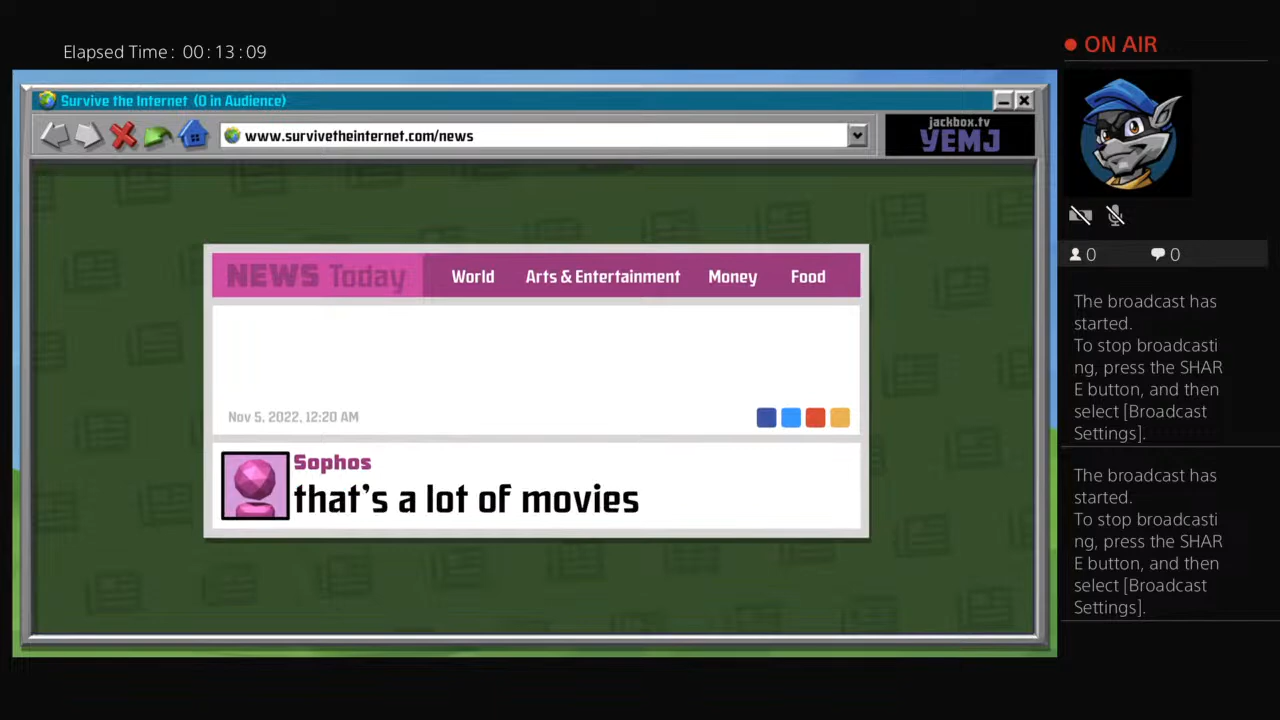 Elapsed Time: 00:13:09
ON AIR
Survive the Internet (0 in Audience)
www.survivetheinternet.com/news
jackbox.tv
YEMJ
NEWS Today
World
Arts & Entertainment
Money
Food
Nov 5, 2022, 12:20 AM
Sophos
that's a lot of movies
0
0
The broadcast has
started.
To stop broadcasti
ng, press the SHAR
E button, and then
select [Broadcast
Settings].
The broadcast has
started.
To stop broadcasti
ng, press the SHAR
E button, and then
select [Broadcast
Settings].